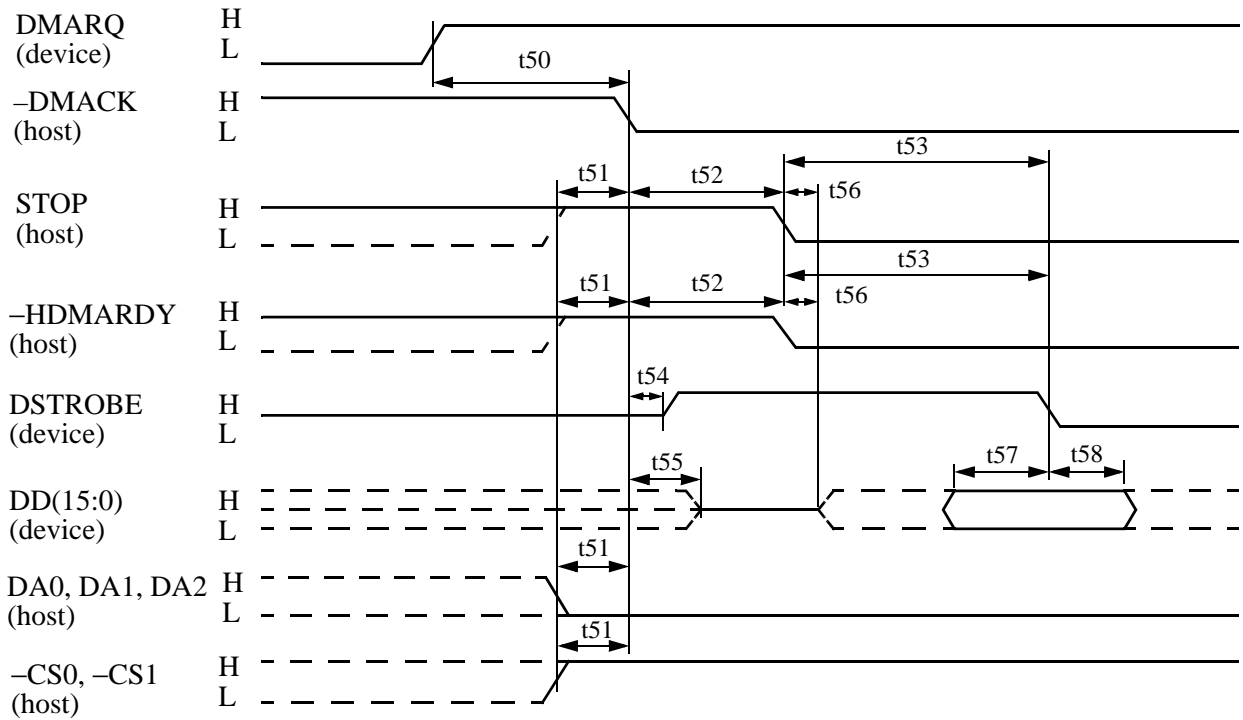 DMARQ H
(device) L
t50
–DMACK H
(host) L
t53
t51 t52 t56
STOP H
(host) L
t53
t51 t52 t56
–HDMARDY H
(host) L
t54
DSTROBE H
(device) L
t57 t58
t55
DD(15:0) H
(device) L
t51
DA0, DA1, DA2 H
(host) L
t51
–CS0, –CS1 H
(host) L